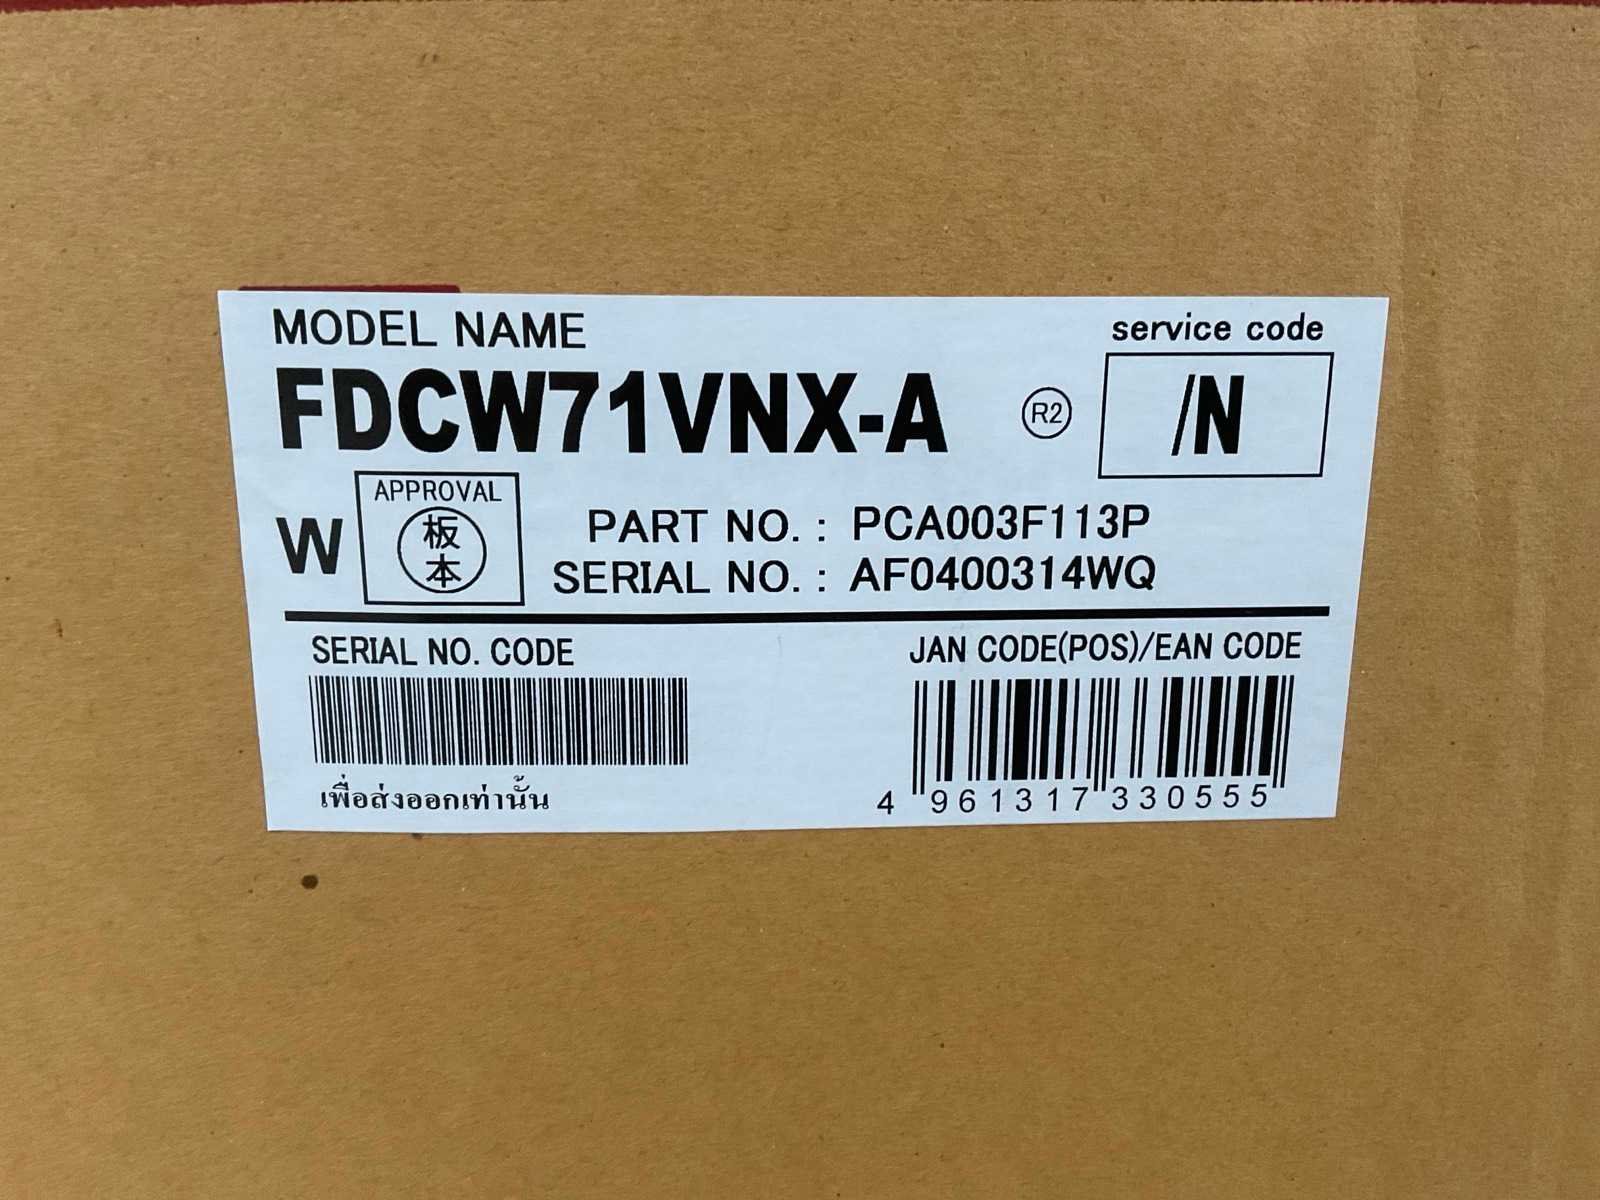 MODEL NAME
service code
FDCW71VNX-A
R2
/N
W
APPROVAL
板本
PART NO. : PCA003F113P
SERIAL NO. : AF0400314WQ
SERIAL NO. CODE
JAN CODE(POS)/EAN CODE
เพื่อส่งออกเท่านั้น
4 961317 330555